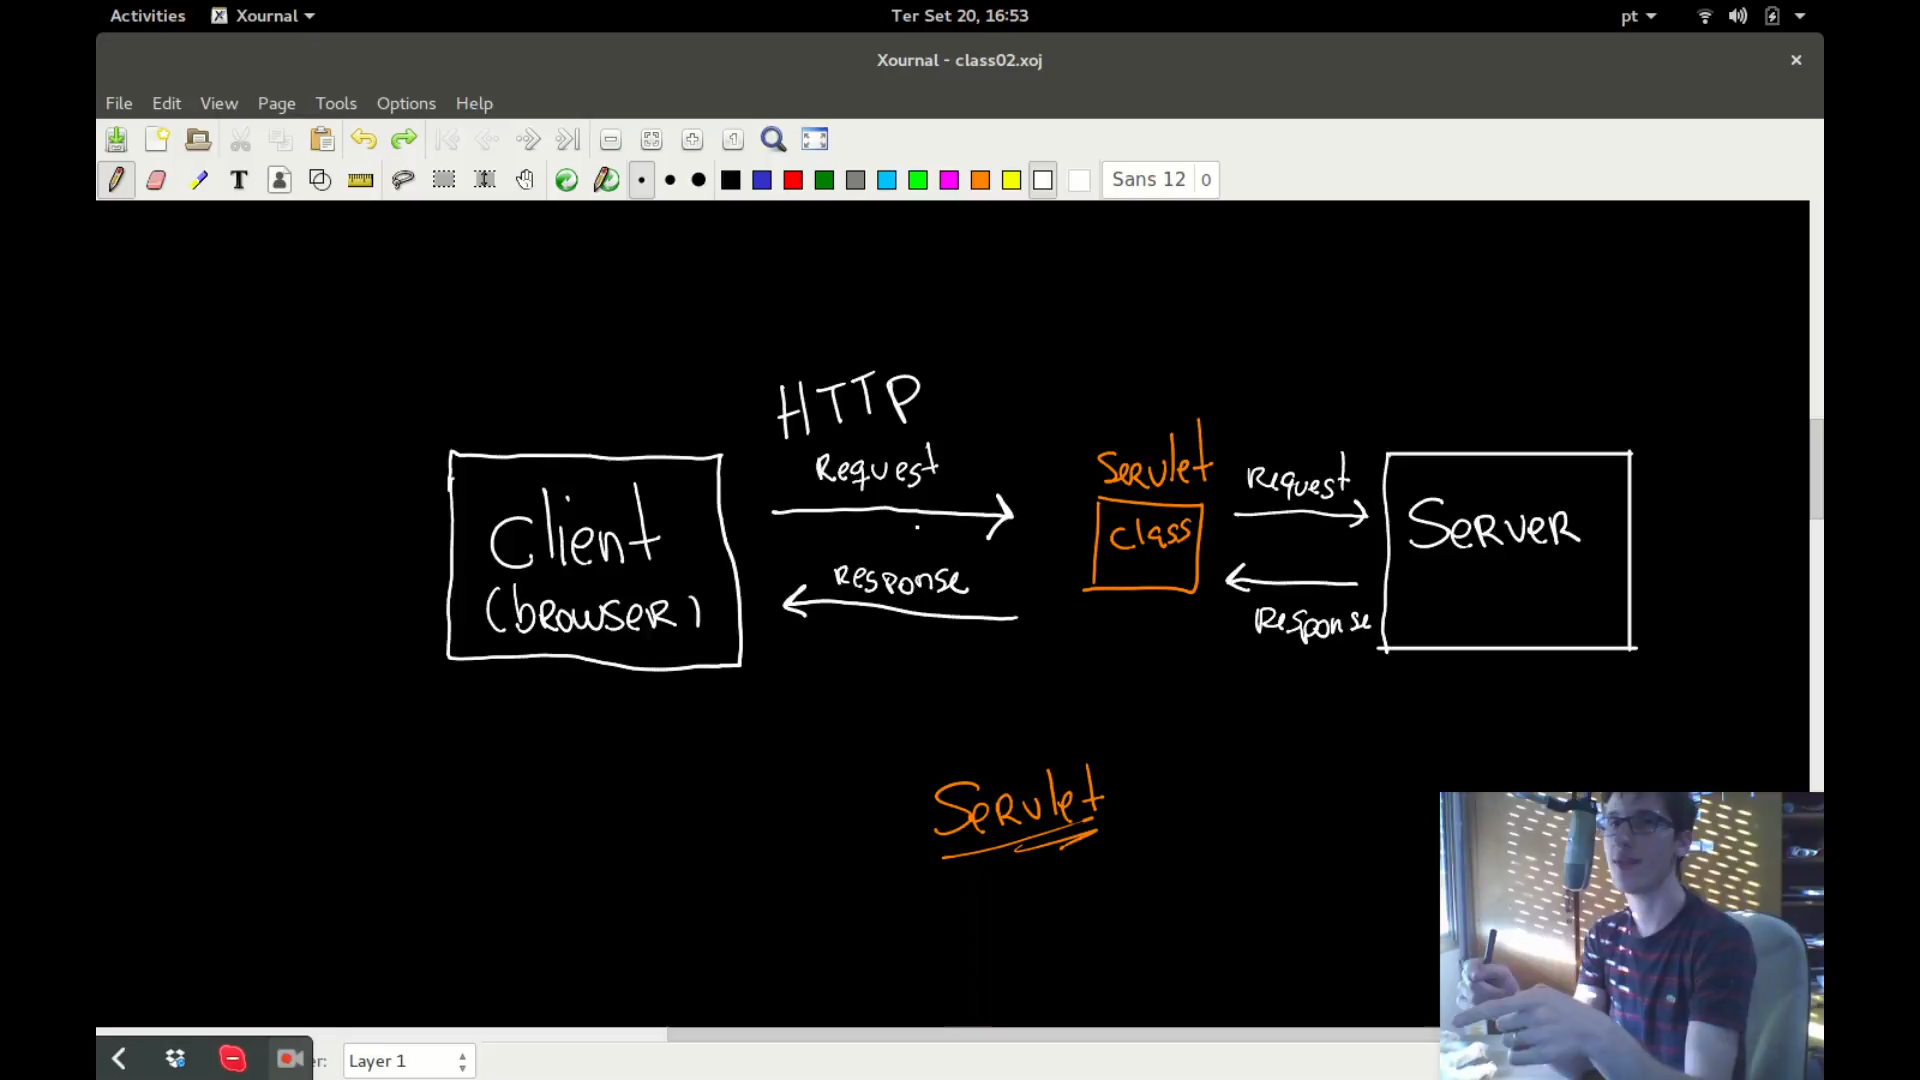 Activities Xournal Ter Set 20, 16:53 pt
Xournal - class02.xoj
File Edit View Page Tools Options Help
T Sans 12 0
HTTP
Request
Servlet
Request
Client
(browser)
class
Server
Response
Response
Servlet
er: Layer 1